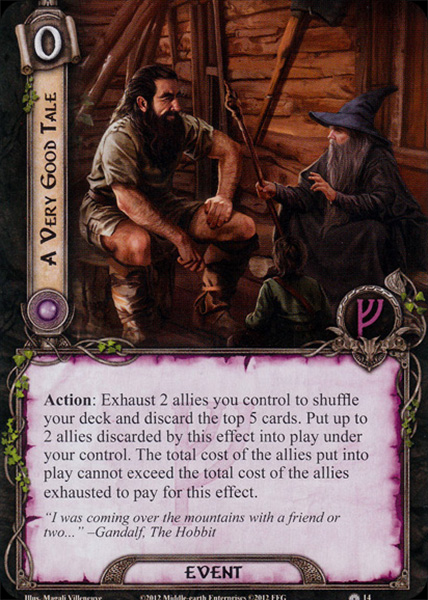 0
A Very Good Tale
Action: Exhaust 2 allies you control to shuffle
your deck and discard the top 5 cards. Put up to
2 allies discarded by this effect into play under
your control. The total cost of the allies put into
play cannot exceed the total cost of the allies
exhausted to pay for this effect.
“I was coming over the mountains with a friend or
two...” –Gandalf, The Hobbit
EVENT
Illus. Magali Villeneuve ©2012 Middle-earth Enterprises ©2012 FFG 14